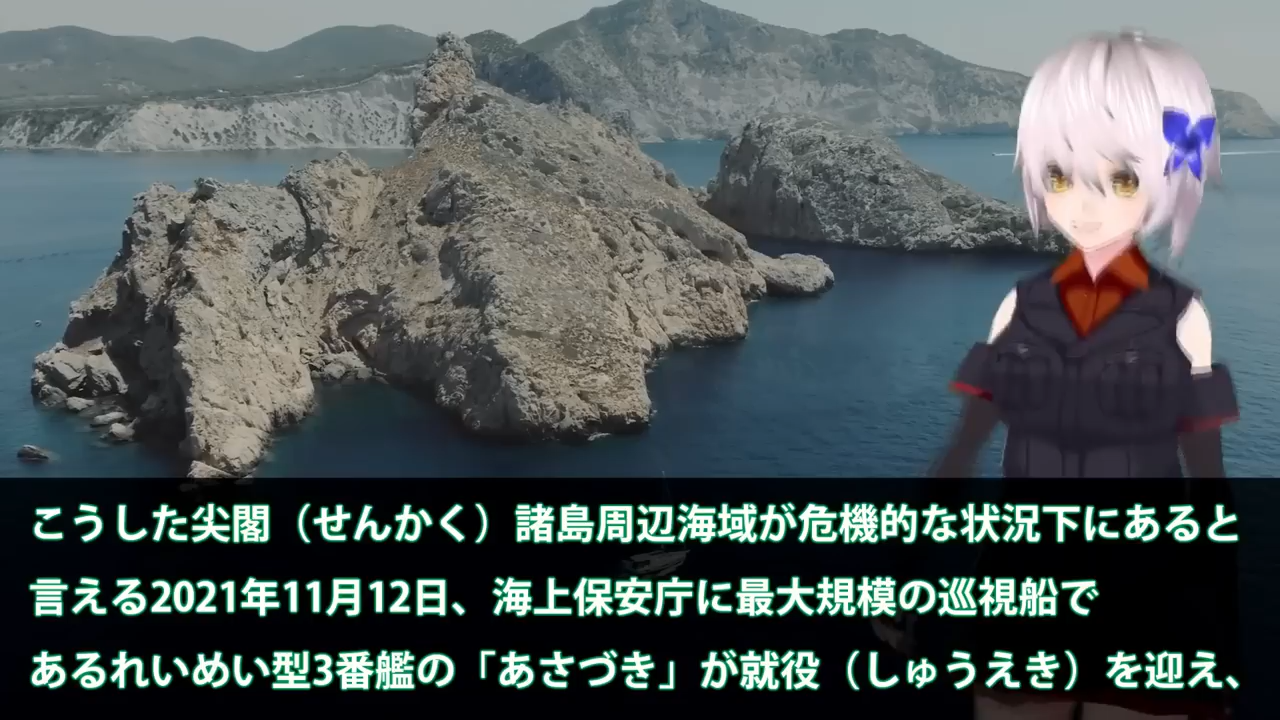 こうした尖閣（せんかく）諸島周辺海域が危機的な状況下にあると
言える2021年11月12日、海上保安庁に最大規模の巡視船で
あるれいめい型3番艦の「あさづき」が就役（しゅうえき）を迎え、